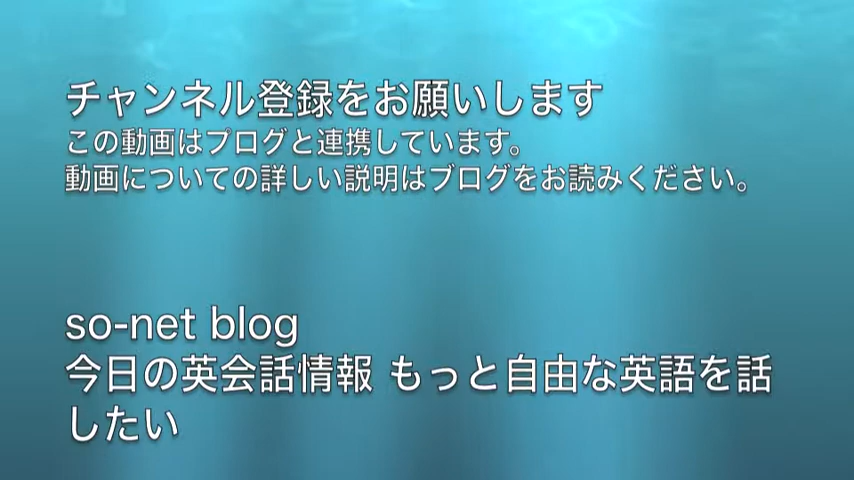 チャンネル登録をお願いします
この動画はプログと連携しています。
動画についての詳しい説明はブログをお読みください。
so-net blog
今日の英会話情報 もっと自由な英語を話
したい